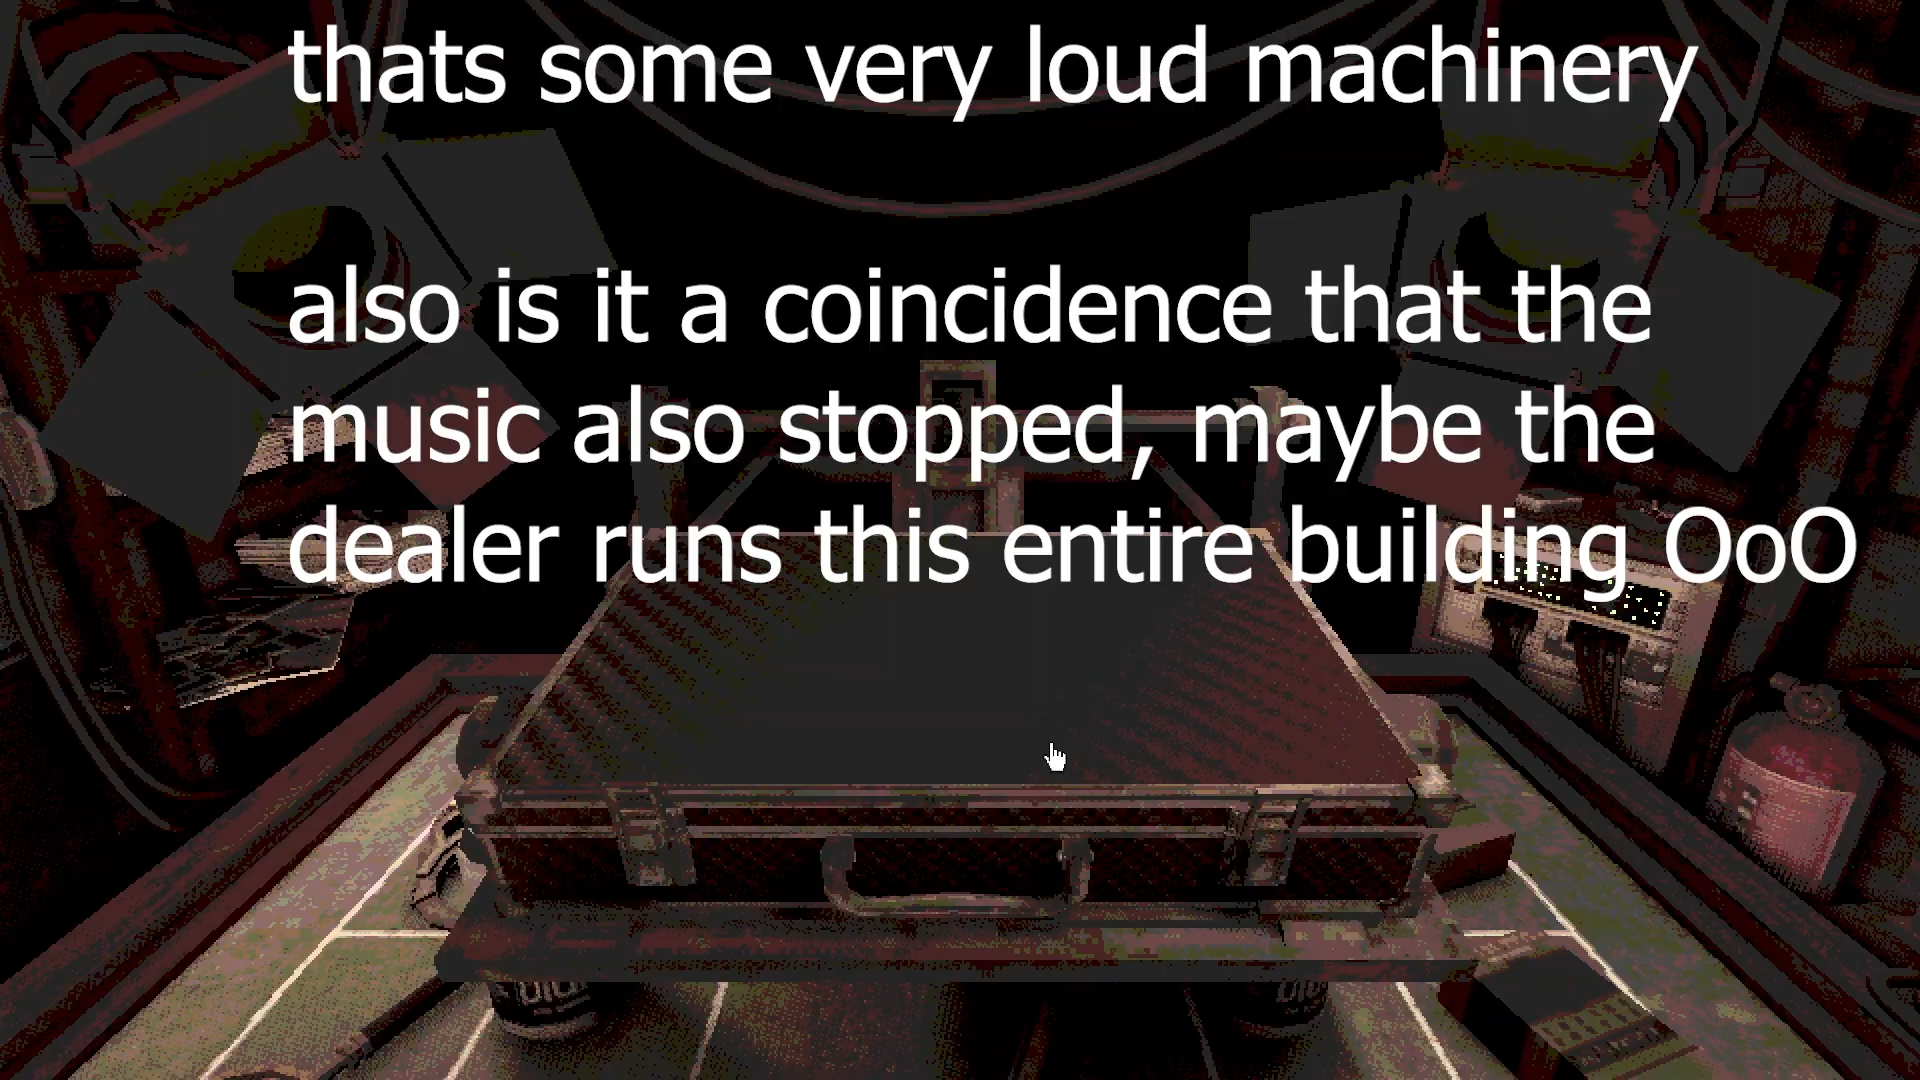 thats some very loud machinery
also is it a coincidence that the
music also stopped, maybe the
dealer runs this entire building OoO